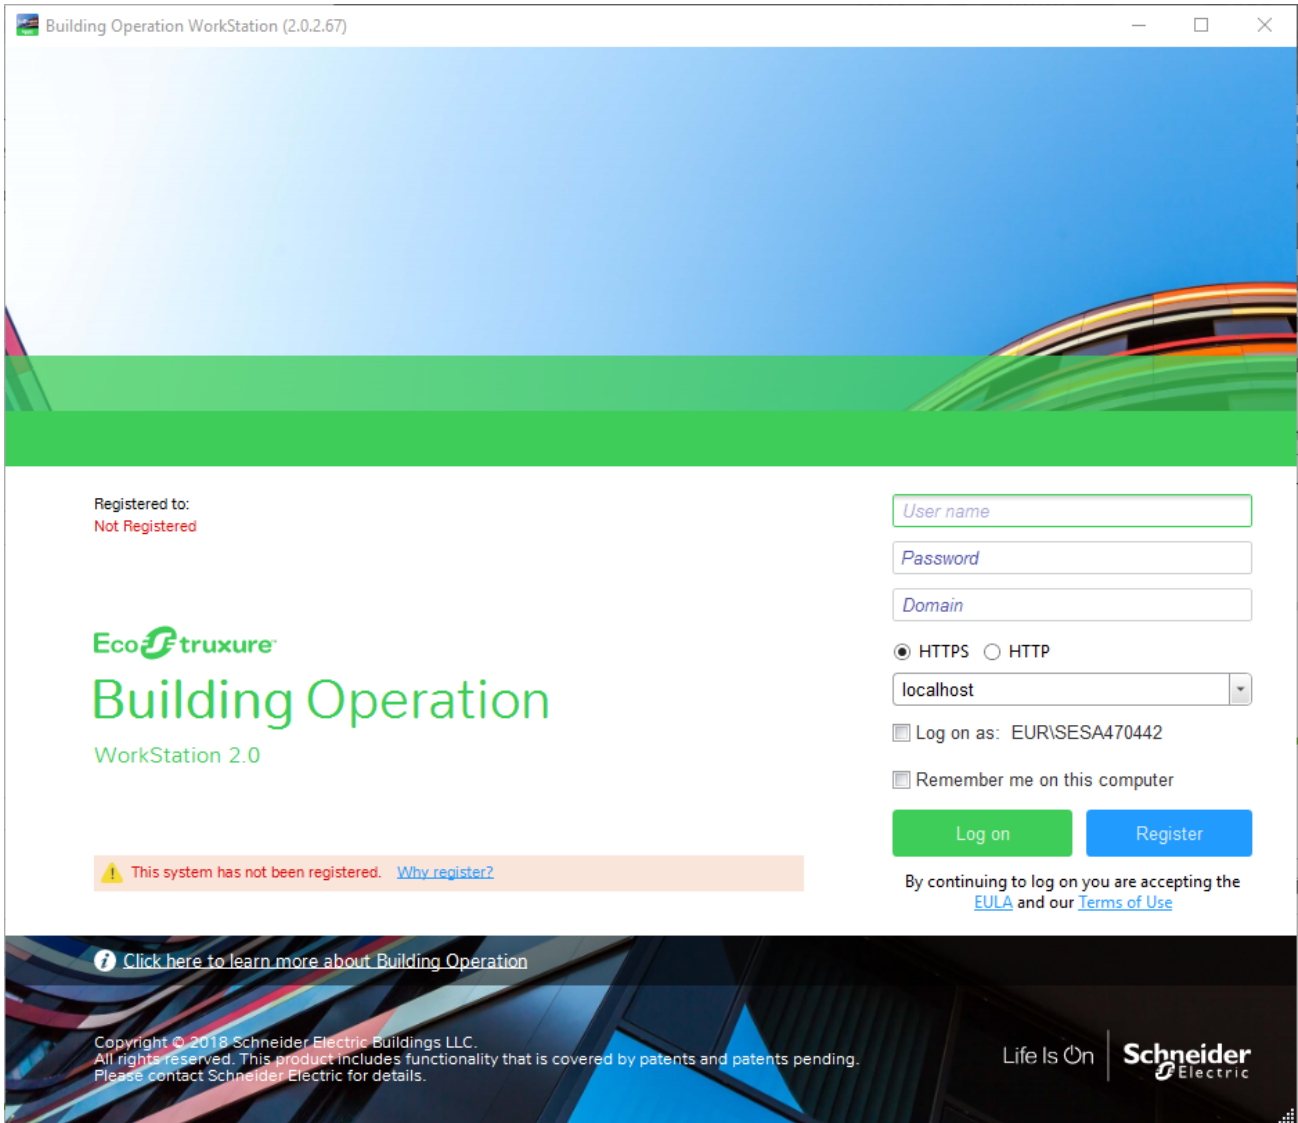 Building Operation WorkStation (2.0.2.67)
Registered to:
Not Registered
EcoStruxure™
Building Operation
WorkStation 2.0
This system has not been registered. Why register?
User name
Password
Domain
HTTPS HTTP
localhost
Log on as: EUR\SESA470442
Remember me on this computer
Log on Register
By continuing to log on you are accepting the
EULA and our Terms of Use
Click here to learn more about Building Operation
Copyright © 2018 Schneider Electric Buildings LLC.
All rights reserved. This product includes functionality that is covered by patents and patents pending.
Please contact Schneider Electric for details.
Life Is On
Schneider
Electric